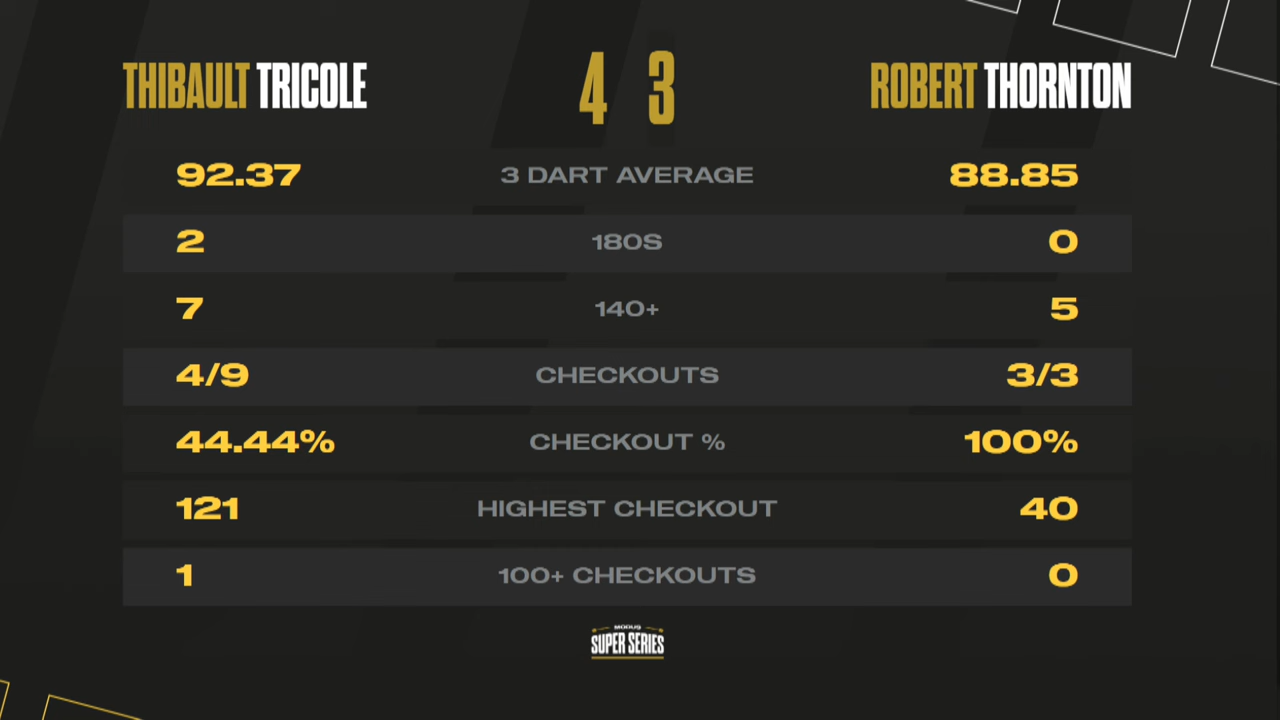 THIBAULT TRICOLE 4 3 ROBERT THORNTON
92.37 3 DART AVERAGE 88.85
2 180S 0
7 140+ 5
4/9 CHECKOUTS 3/3
44.44% CHECKOUT % 100%
121 HIGHEST CHECKOUT 40
1 100+ CHECKOUTS 0
MODUS
SUPER SERIES